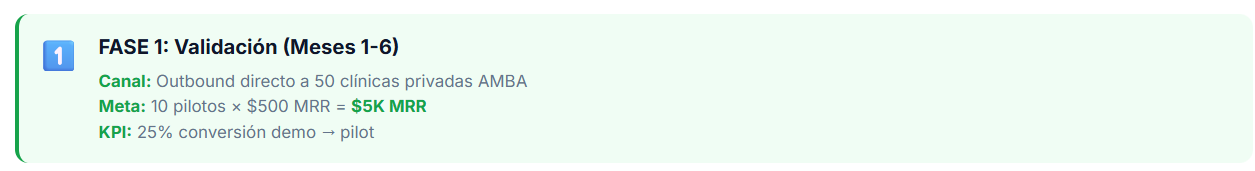 1
FASE 1: Validación (Meses 1-6)
Canal: Outbound directo a 50 clínicas privadas AMBA
Meta: 10 pilotos × $500 MRR = $5K MRR
KPI: 25% conversión demo → pilot